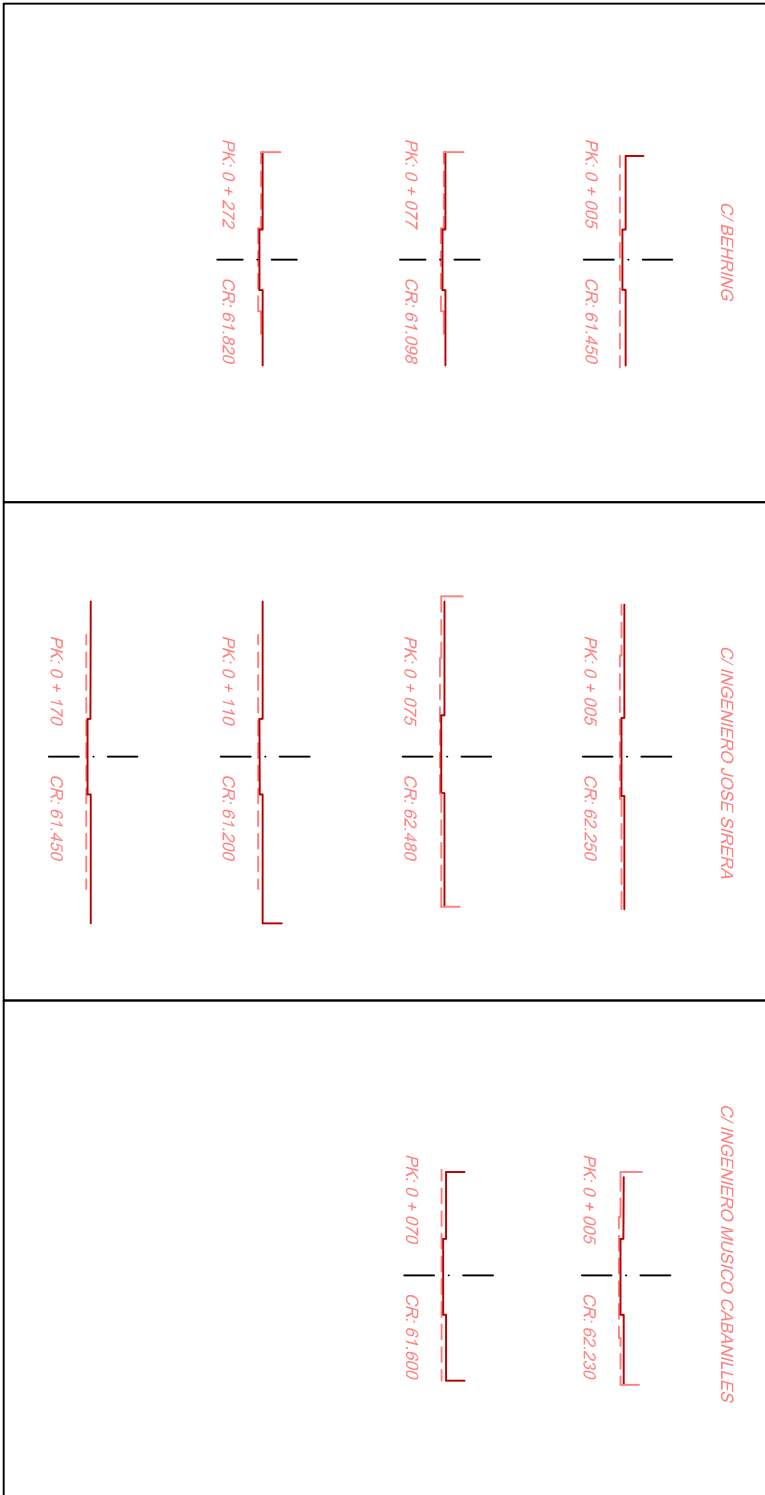 C/ BEHRING
PK: 0 + 005 CR: 61.450
PK: 0 + 077 CR: 61.098
PK: 0 + 272 CR: 61.820
C/ INGENIERO JOSE SIRERA
PK: 0 + 005 CR: 62.250
PK: 0 + 075 CR: 62.480
PK: 0 + 110 CR: 61.200
PK: 0 + 170 CR: 61.450
C/ INGENIERO MUSICO CABANILLES
PK: 0 + 005 CR: 62.230
PK: 0 + 070 CR: 61.600